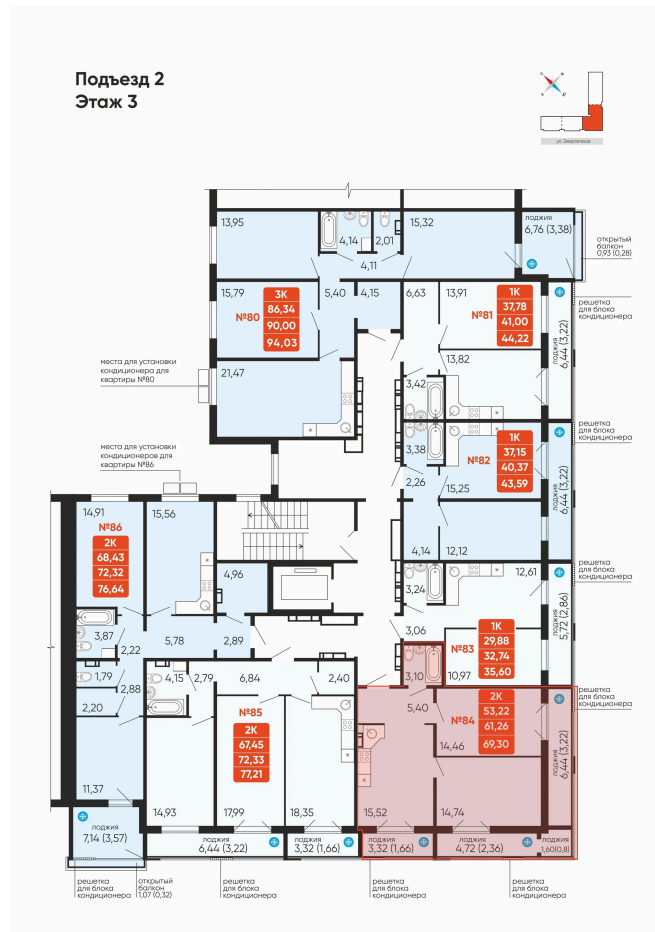 Подъезд 2
Этаж 3
ул. Энергетиков
13,95
4,14
2,01
15,32
лоджия
6,76 (3,38)
4,11
открытый
балкон
0,93 (0,28)
15,79
№80
3К
86,34
90,00
94,03
5,40
4,15
6,63
13,91
№81
1К
37,78
41,00
44,22
лоджия
6,44 (3,22)
решетка
для блока
кондиционера
места для установки
кондиционера для
квартиры №80
21,47
13,82
3,42
решетка
для блока
кондиционера
места для установки
кондиционеров для
квартиры №86
3,38
2,26
№82
1К
37,15
40,37
43,59
15,25
лоджия
6,44 (3,22)
4,14
12,12
14,91
№86
2К
68,43
72,32
76,64
15,56
4,96
3,24
12,61
лоджия
5,72 (2,86)
решетка
для блока
кондиционера
3,87
2,22
5,78
2,89
3,06
№83
1К
29,88
32,74
35,60
10,97
1,79
2,88
4,15
2,79
6,84
2,40
3,10
5,40
2,20
№85
2К
67,45
72,33
77,21
№84
2К
53,22
61,26
69,30
14,46
лоджия
6,44 (3,22)
решетка
для блока
кондиционера
11,37
14,93
17,99
18,35
15,52
14,74
лоджия
7,14 (3,57)
лоджия
6,44 (3,22)
лоджия
3,32 (1,66)
лоджия
3,32 (1,66)
лоджия
4,72 (2,36)
лоджия
1,60(0,8)
решетка
для блока
кондиционера
открытый
балкон
1,07 (0,32)
решетка
для блока
кондиционера
решетка
для блока
кондиционера
решетка
для блока
кондиционера